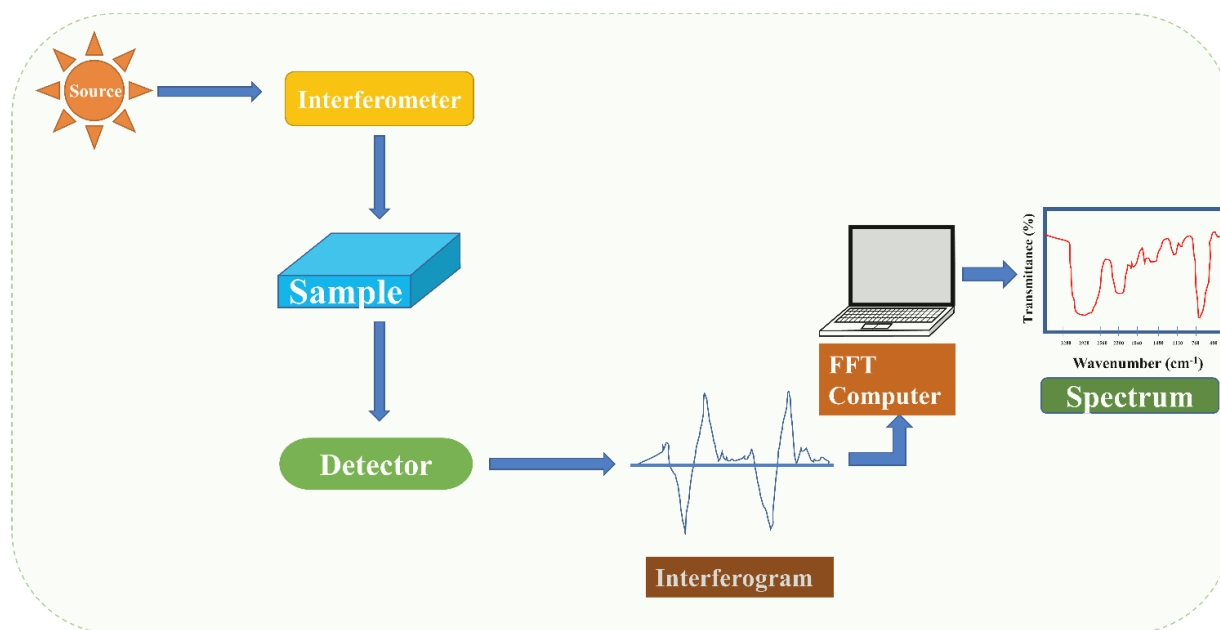 Source
Interferometer
Sample
Detector
Interferogram
FFT
Computer
Transmittance (%)
Wavenumber (cm⁻¹)
Spectrum